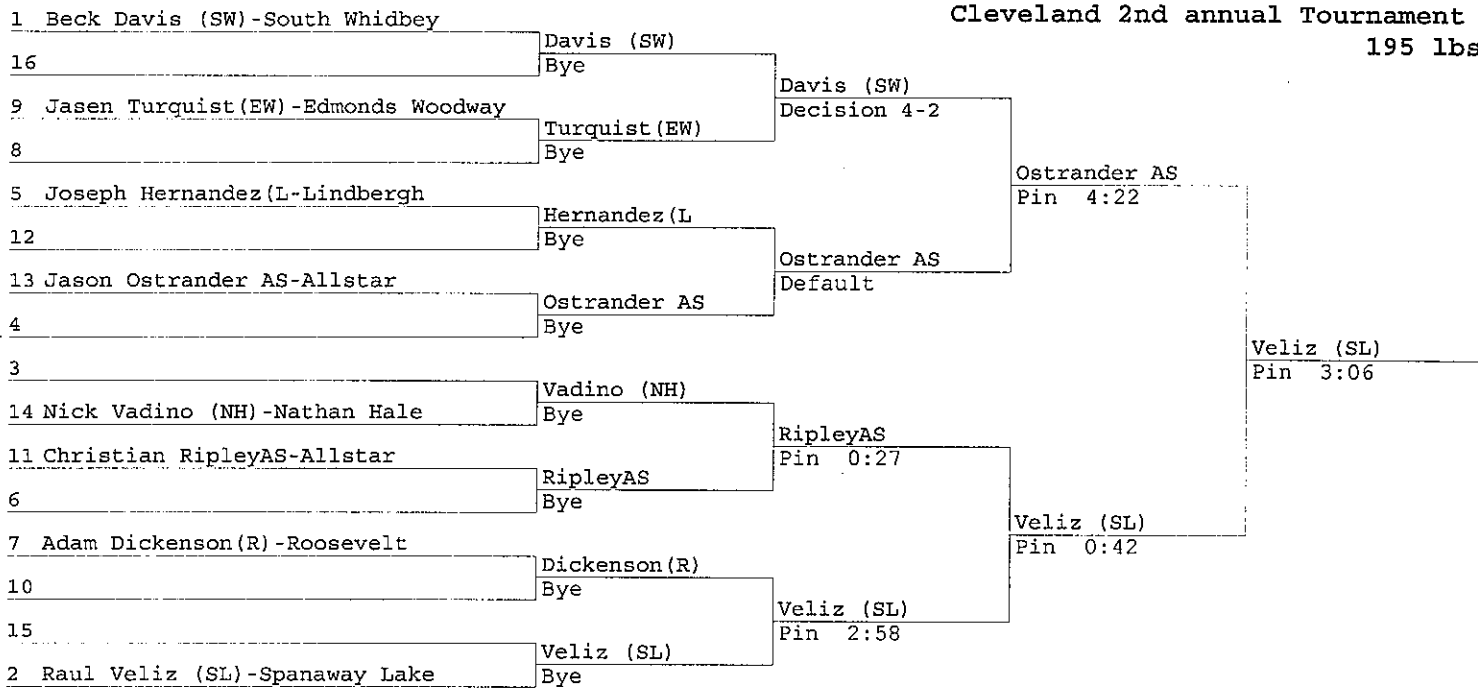 Cleveland 2nd annual Tournament
195 lbs
1 Beck Davis (SW)-South Whidbey
16
9 Jasen Turquist(EW)-Edmonds Woodway
8
5 Joseph Hernandez(L-Lindbergh
12
13 Jason Ostrander AS-Allstar
4
3
14 Nick Vadino (NH)-Nathan Hale
11 Christian RipleyAS-Allstar
6
7 Adam Dickenson(R)-Roosevelt
10
15
2 Raul Veliz (SL)-Spanaway Lake
Davis (SW)
Bye
Turquist(EW)
Bye
Hernandez(L
Bye
Ostrander AS
Bye
Vadino (NH)
Bye
RipleyAS
Bye
Dickenson(R)
Bye
Veliz (SL)
Bye
Davis (SW)
Decision 4-2
Ostrander AS
Default
RipleyAS
Pin 0:27
Veliz (SL)
Pin 2:58
Ostrander AS
Pin 4:22
Veliz (SL)
Pin 0:42
Veliz (SL)
Pin 3:06